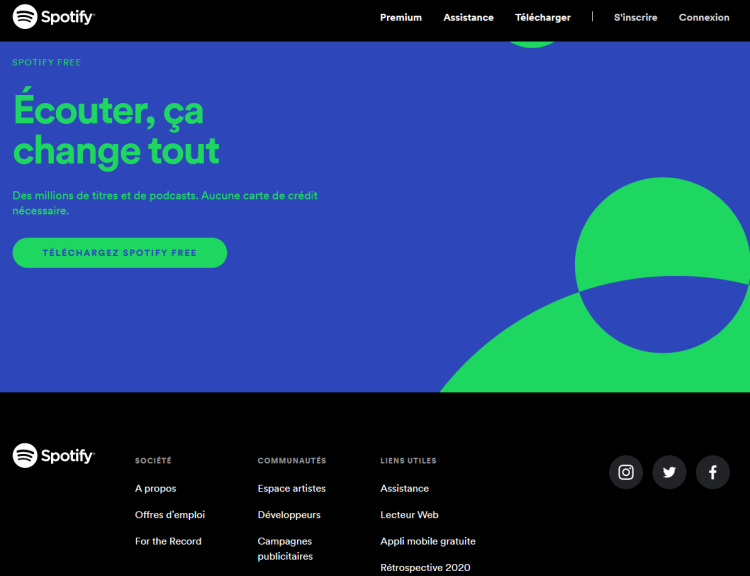 Spotify
Premium
Assistance
Télécharger
S'inscrire
Connexion
SPOTIFY FREE
Écouter, ça
change tout
Des millions de titres et de podcasts. Aucune carte de crédit
nécessaire.
TÉLÉCHARGEZ SPOTIFY FREE
Spotify
SOCIÉTÉ
A propos
Offres d'emploi
For the Record
COMMUNAUTÉS
Espace artistes
Développeurs
Campagnes
publicitaires
LIENS UTILES
Assistance
Lecteur Web
Appli mobile gratuite
Rétrospective 2020